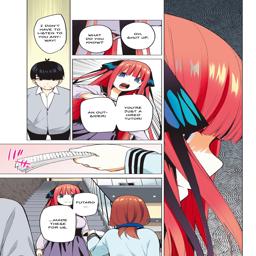 I DON'T
HAVE TO
LISTEN TO
YOU ANY-
WAY!
WHAT
DO YOU
KNOW?
OH,
SHUT UP.
YOU'RE
JUST A
HIRED
TUTOR!
AN OUT-
SIDER!
FUTARO
...
...MADE
THESE
FOR US.